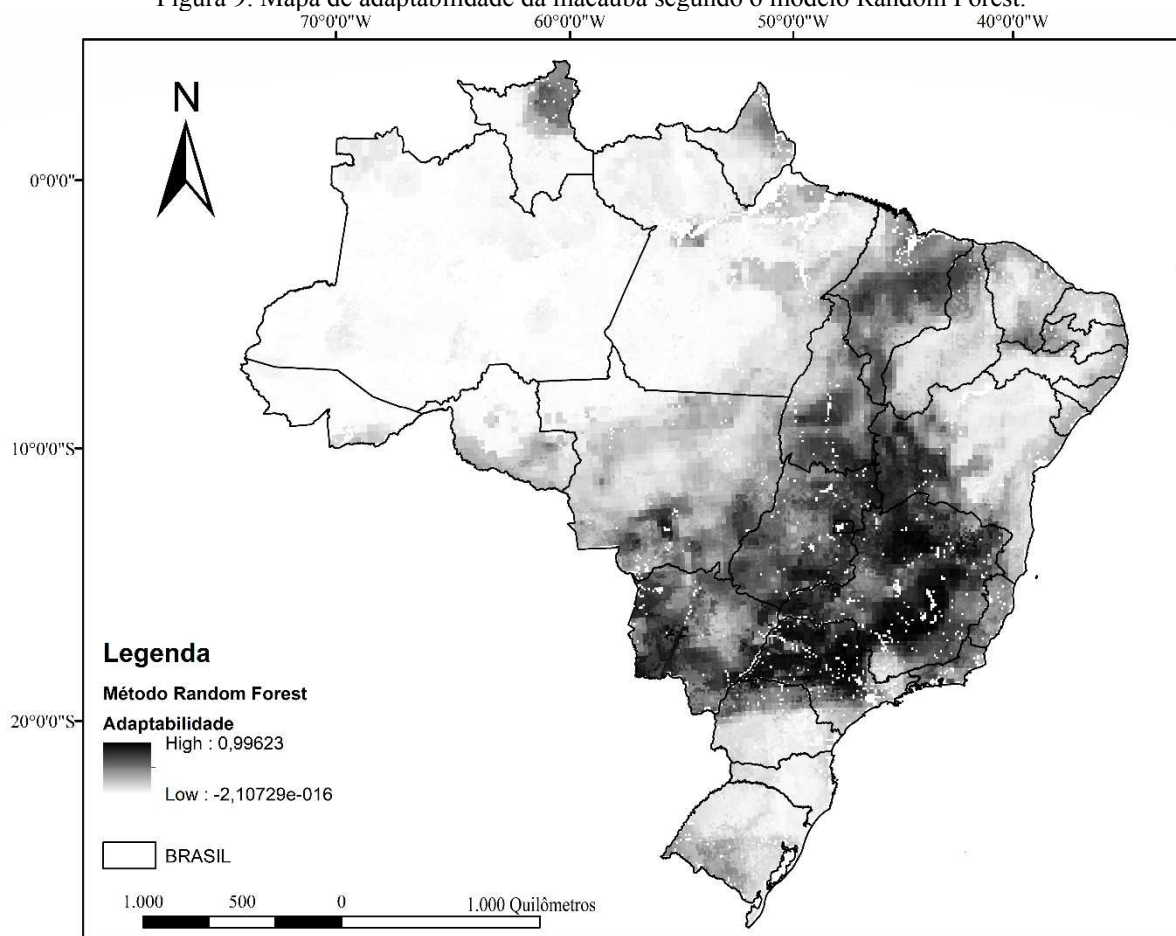 Figura 9. Mapa de adaptabilidade da macaúba segundo o modelo Random Forest.
70°0'0"W 60°0'0"W 50°0'0"W 40°0'0"W
N
0°0'0"
10°0'0"S
20°0'0"S
Legenda
Método Random Forest
Adaptabilidade
High : 0,99623
Low : -2,10729e-016
BRASIL
1.000 500 0 1.000 Quilômetros